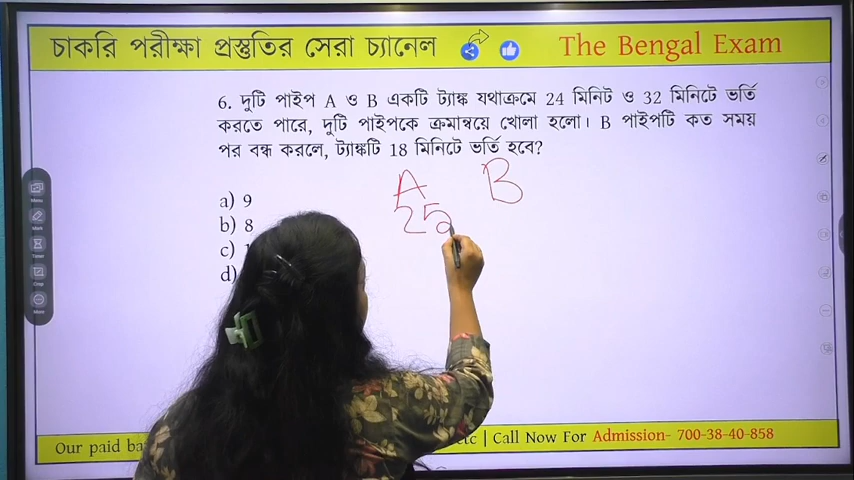 চাকরি পরীক্ষা প্রস্তুতির সেরা চ্যানেল The Bengal Exam
6. দুটি পাইপ A ও B একটি ট্যাঙ্ক যথাক্রমে 24 মিনিট ও 32 মিনিটে ভর্তি
করতে পারে, দুটি পাইপকে ক্রমান্বয়ে খোলা হলো। B পাইপটি কত সময়
পর বন্ধ করলে, ট্যাঙ্কটি 18 মিনিটে ভর্তি হবে?
A B
25
a) 9
b) 8
c)
d)
Our paid etc | Call Now For Admission- 700-38-40-858